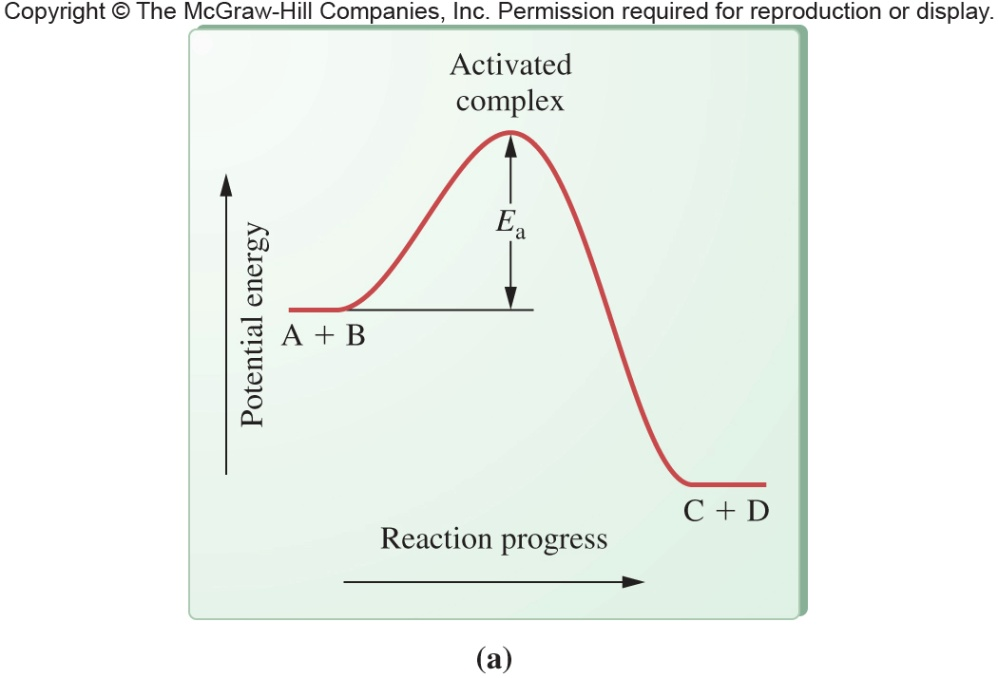 Copyright © The McGraw-Hill Companies, Inc. Permission required for reproduction or display.
Activated
complex
Eₐ
Potential energy
A + B
C + D
Reaction progress
(a)